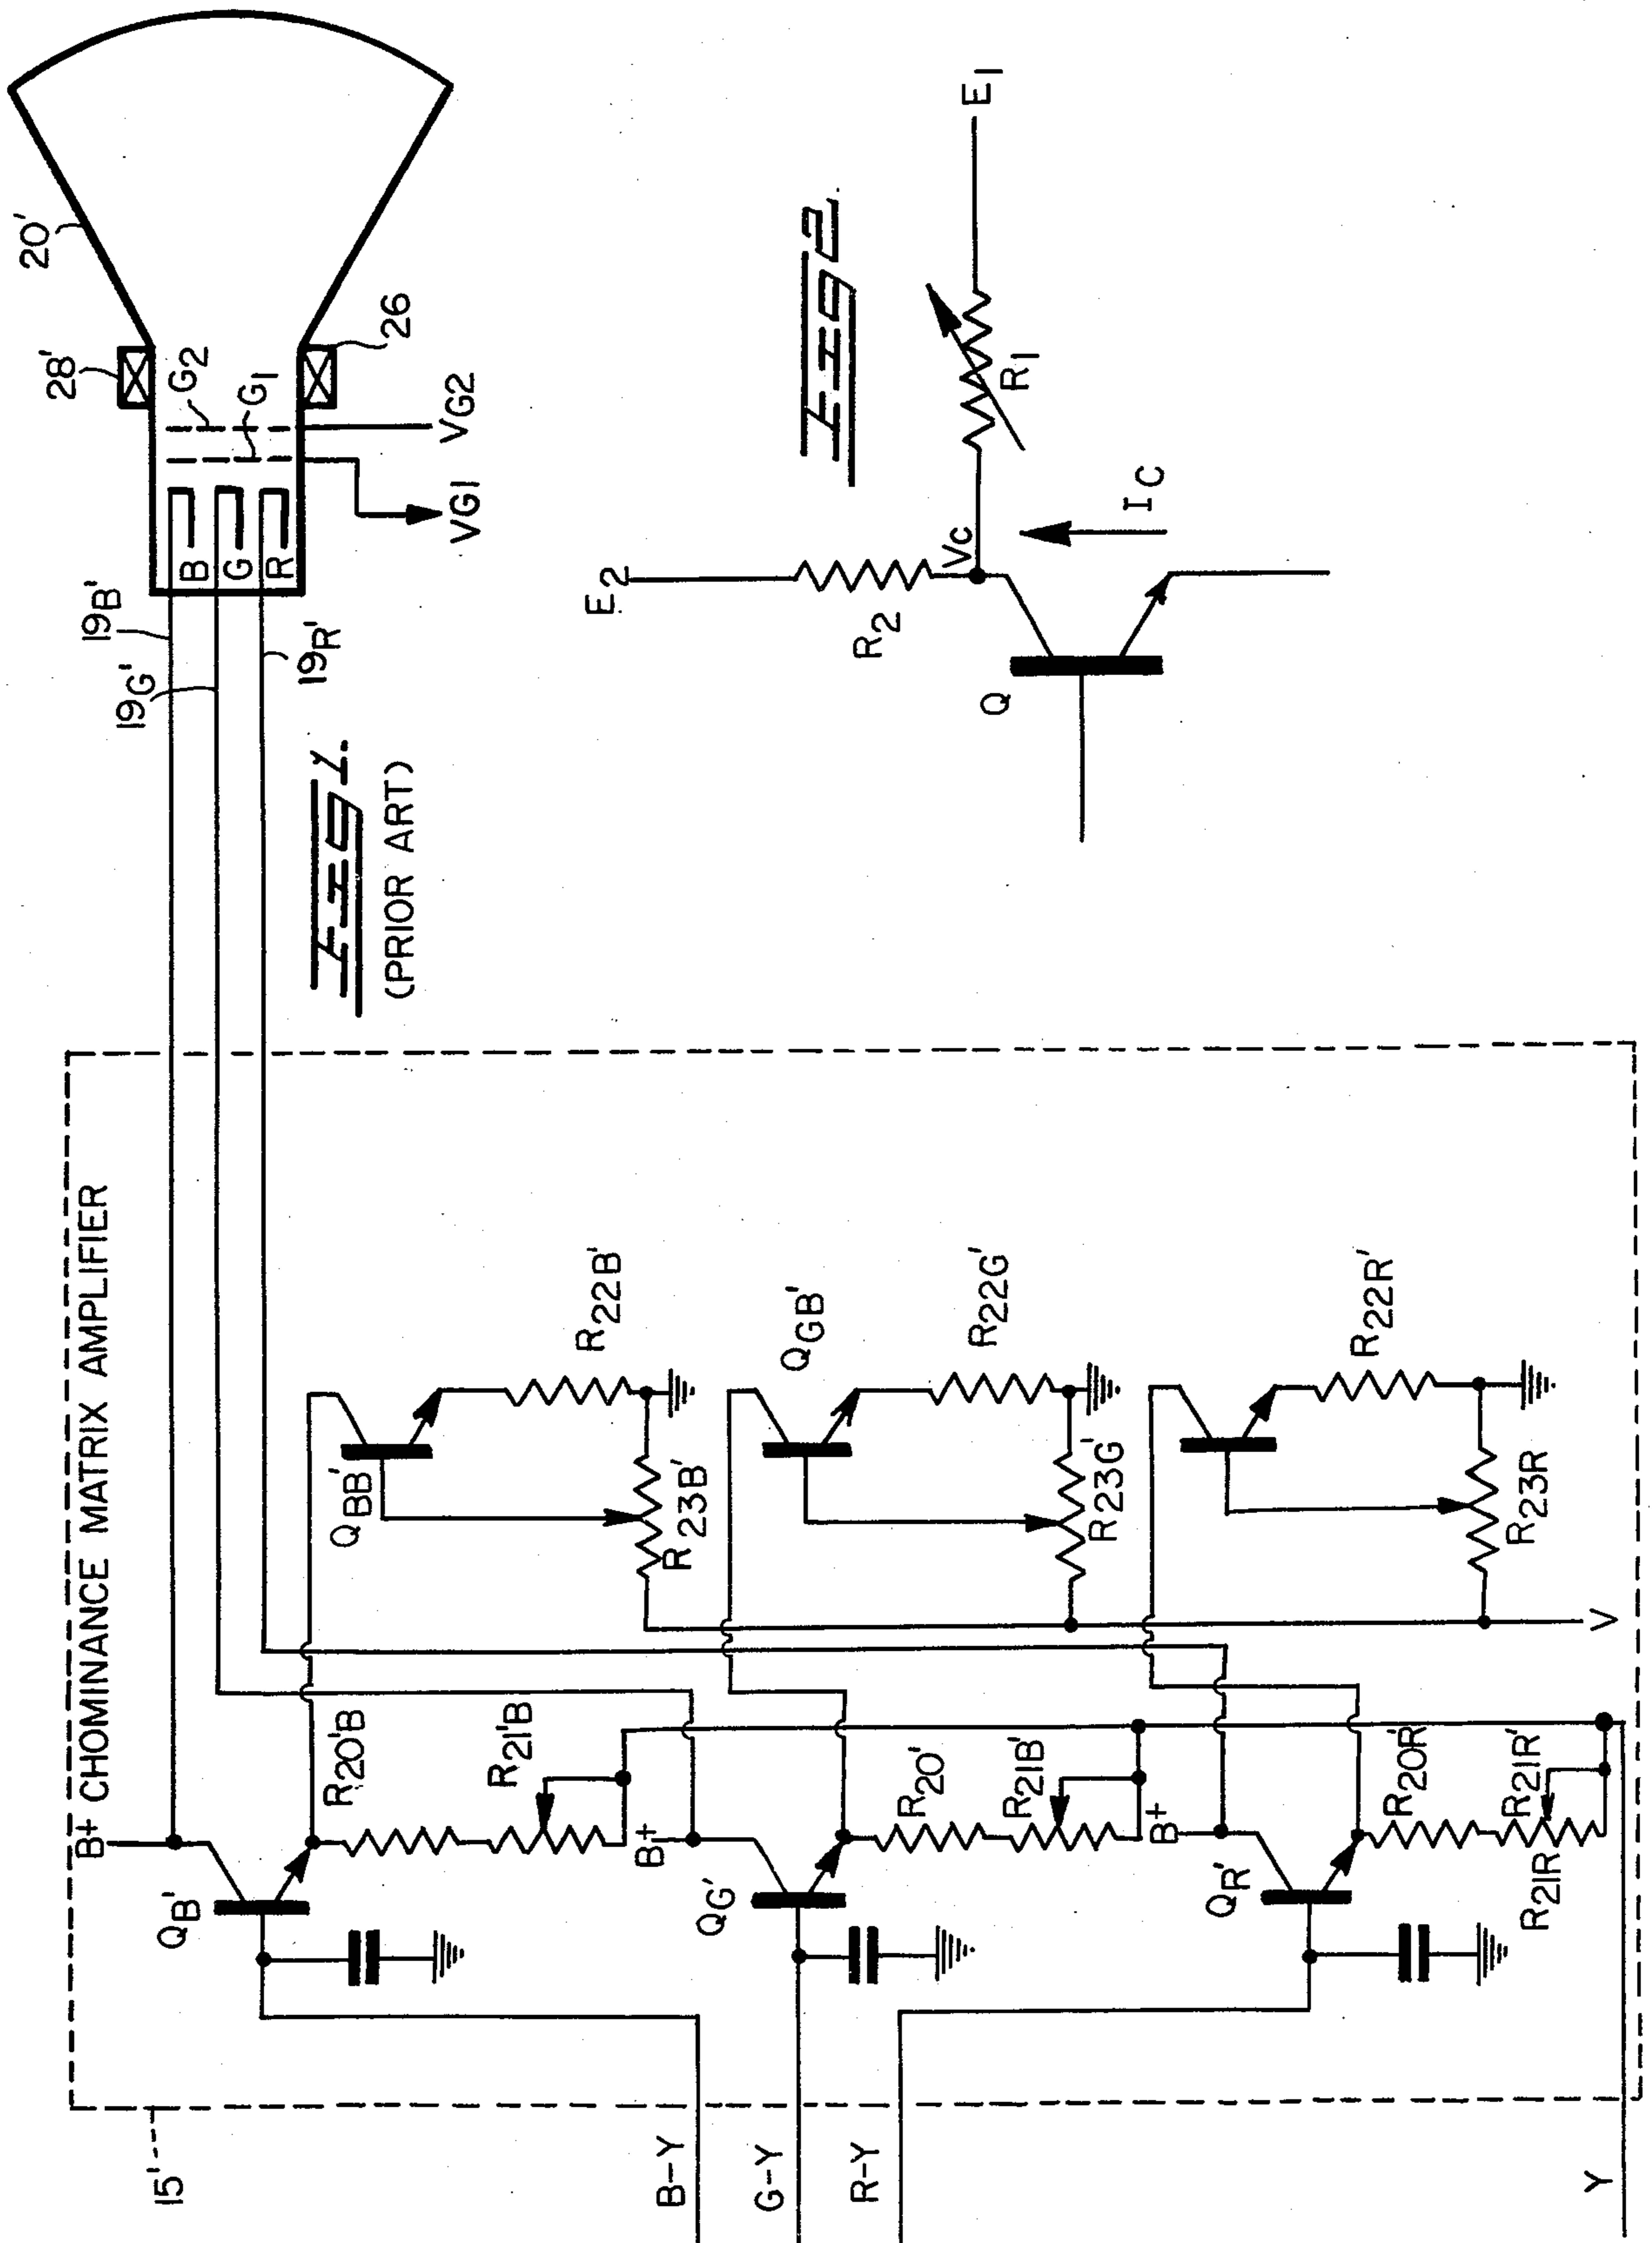 20'
28'
G2
G1
26
VG2
VG1
B
G
R
19B'
19G'
19R'
Fig 1.
(PRIOR ART)
Fig 2.
E1
R1
E2
R2
Vc
IC
Q
CHOMINANCE MATRIX AMPLIFIER
15'
B+
QB'
R20'B
R21'B
QBB'
R22B'
R23B'
B+
QG'
R20'
R21B'
QGB'
R22G'
R23G'
B+
QR'
R20R'
R21R'
R21R
R22R'
R23R
V
B-Y
G-Y
R-Y
Y